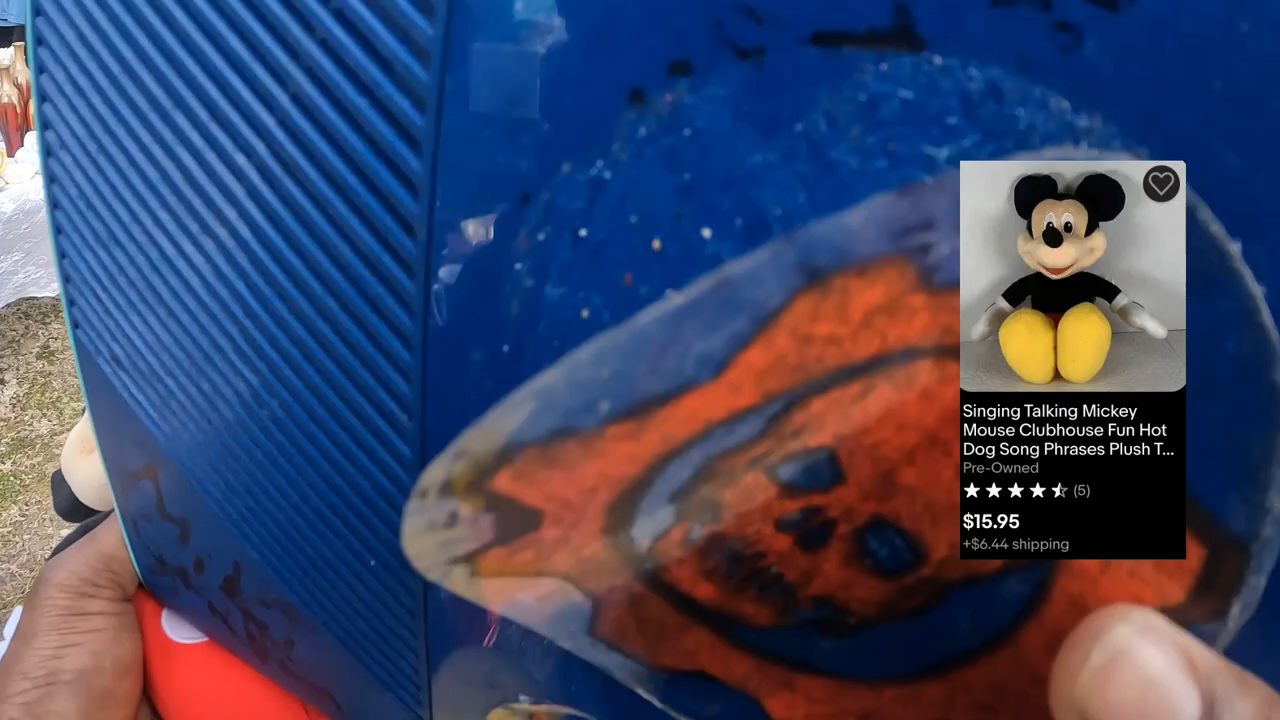 Singing Talking Mickey
Mouse Clubhouse Fun Hot
Dog Song Phrases Plush T...
Pre-Owned
(5)
$15.95
+$6.44 shipping